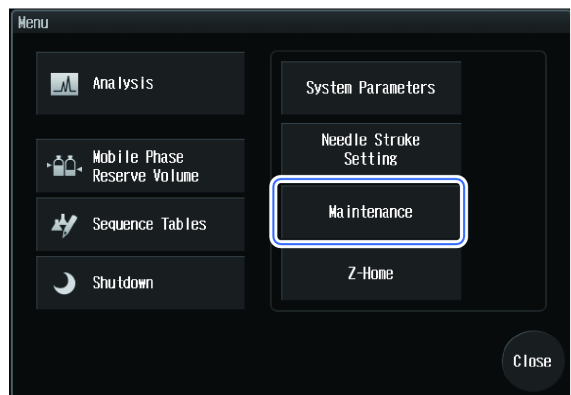 Menu
Analysis
Mobile Phase
Reserve Volume
Sequence Tables
Shutdown
System Parameters
Needle Stroke
Setting
Maintenance
Z-Home
Close